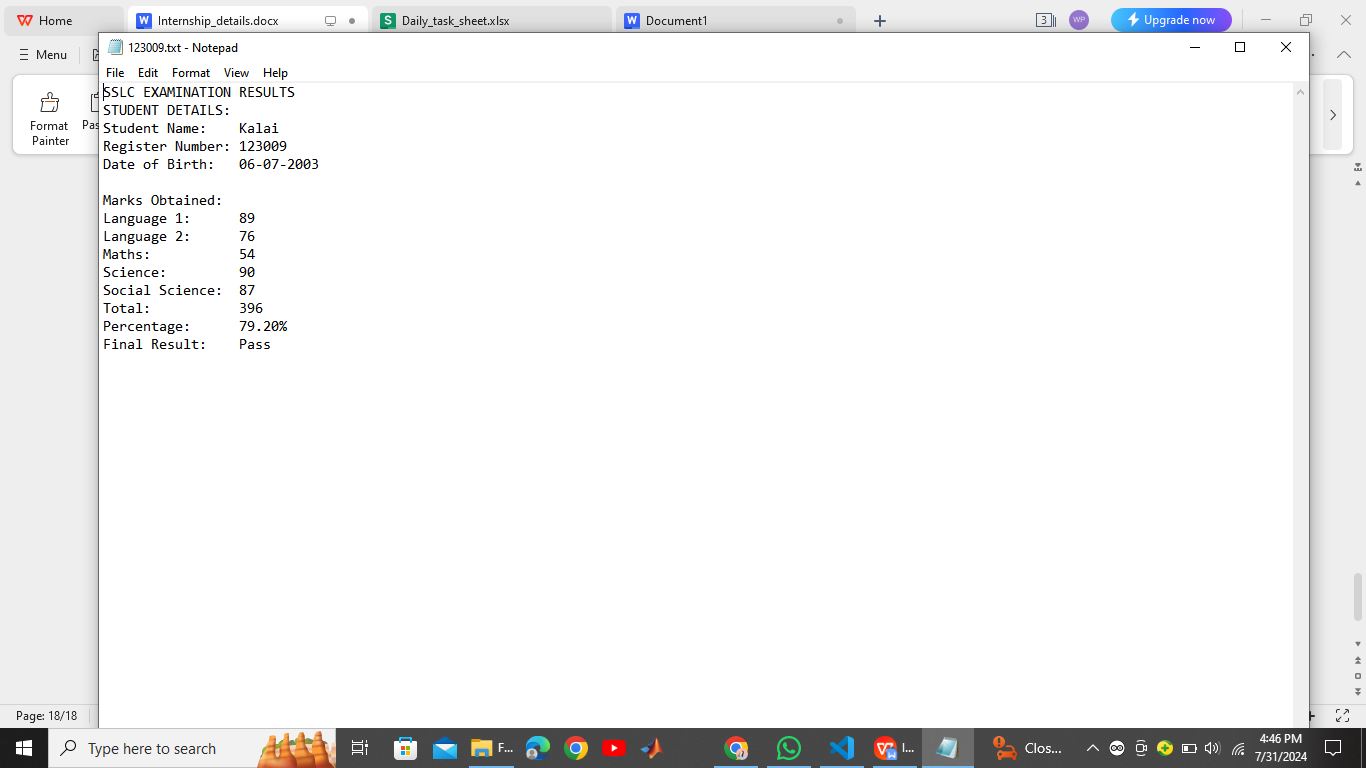 Home
Internship_details.docx
Daily_task_sheet.xlsx
Document1
3
WP
Upgrade now
Menu
123009.txt - Notepad
File Edit Format View Help
Format
Painter
SSLC EXAMINATION RESULTS
STUDENT DETAILS:
Student Name: Kalai
Register Number: 123009
Date of Birth: 06-07-2003
Marks Obtained:
Language 1: 89
Language 2: 76
Maths: 54
Science: 90
Social Science: 87
Total: 396
Percentage: 79.20%
Final Result: Pass
Page: 18/18
Type here to search
F...
I...
Clos...
4:46 PM
7/31/2024